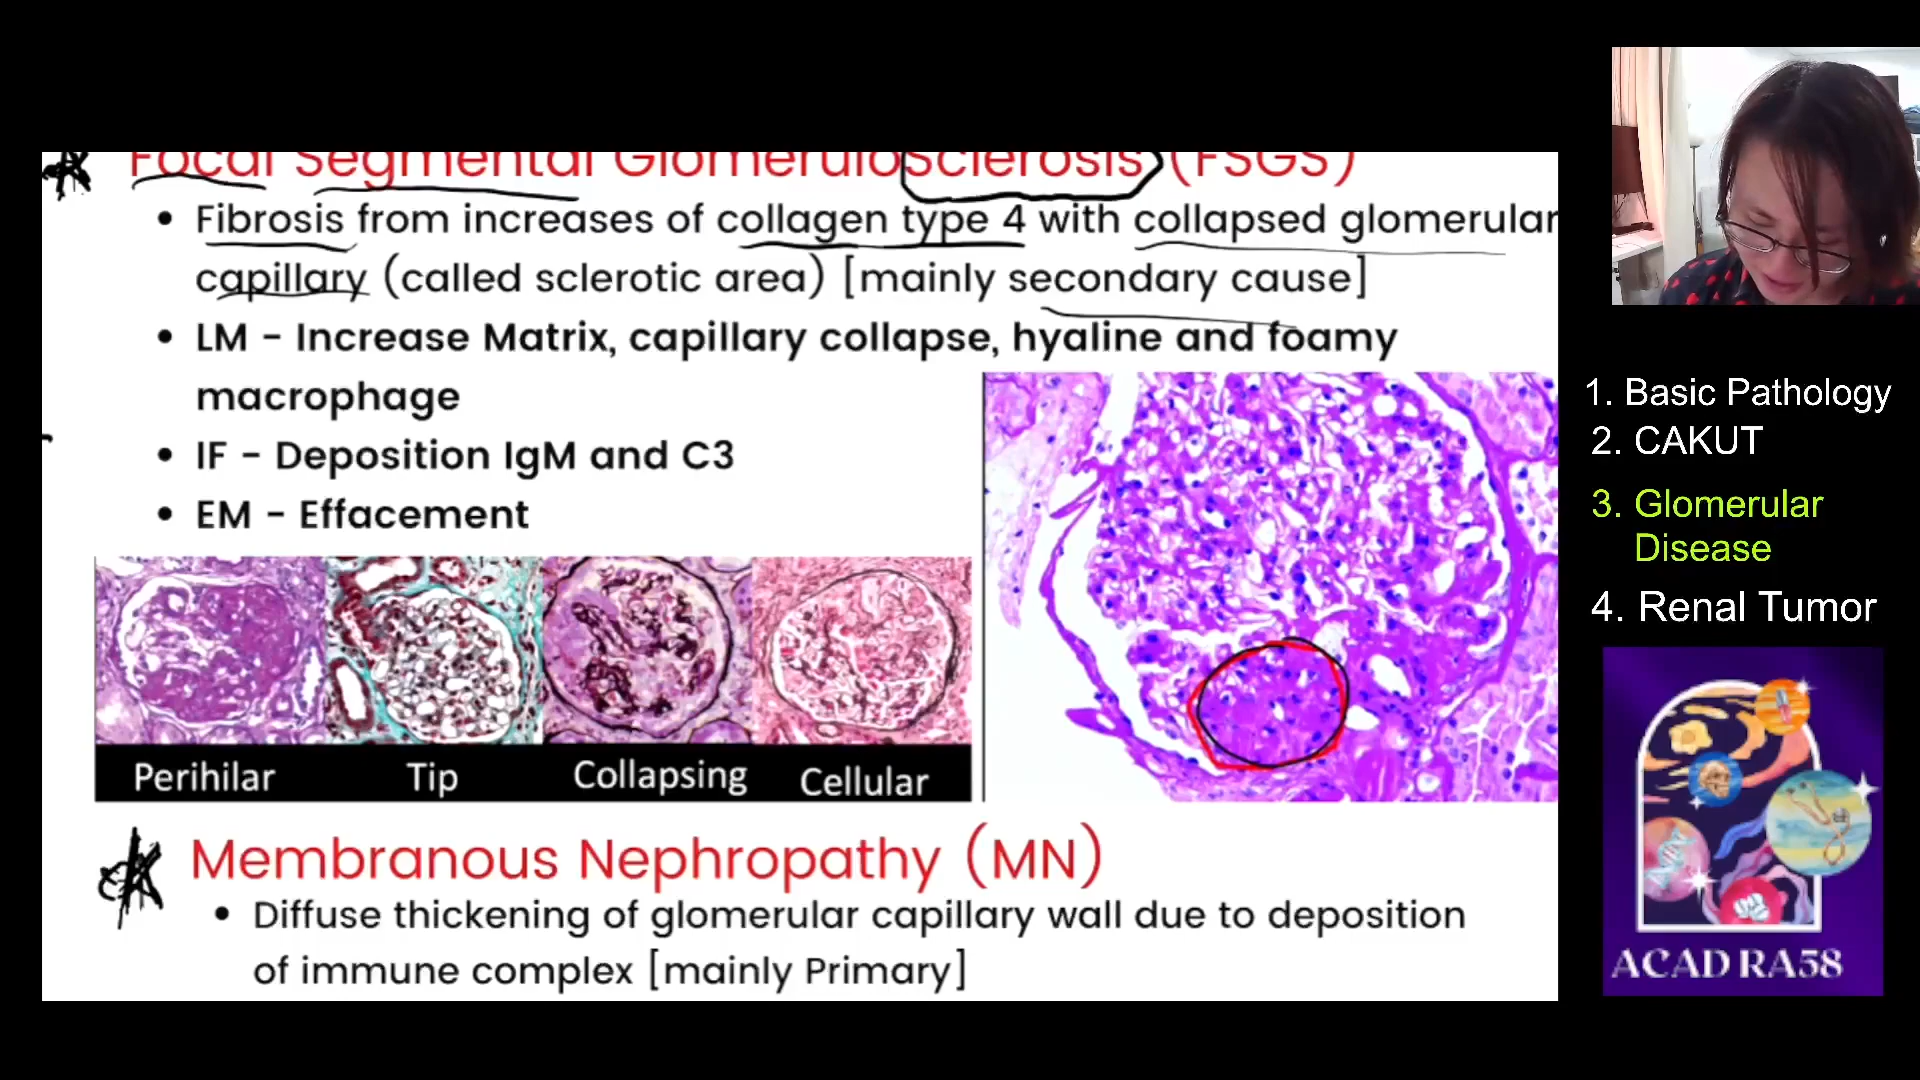 Focal Segmental GlomeruloSclerosis (FSGS)
• Fibrosis from increases of collagen type 4 with collapsed glomerular
capillary (called sclerotic area) [mainly secondary cause]
• LM - Increase Matrix, capillary collapse, hyaline and foamy
macrophage
• IF - Deposition IgM and C3
• EM - Effacement
Perihilar Tip Collapsing Cellular
Membranous Nephropathy (MN)
• Diffuse thickening of glomerular capillary wall due to deposition
of immune complex [mainly Primary]
1. Basic Pathology
2. CAKUT
3. Glomerular
Disease
4. Renal Tumor
ACAD RA58